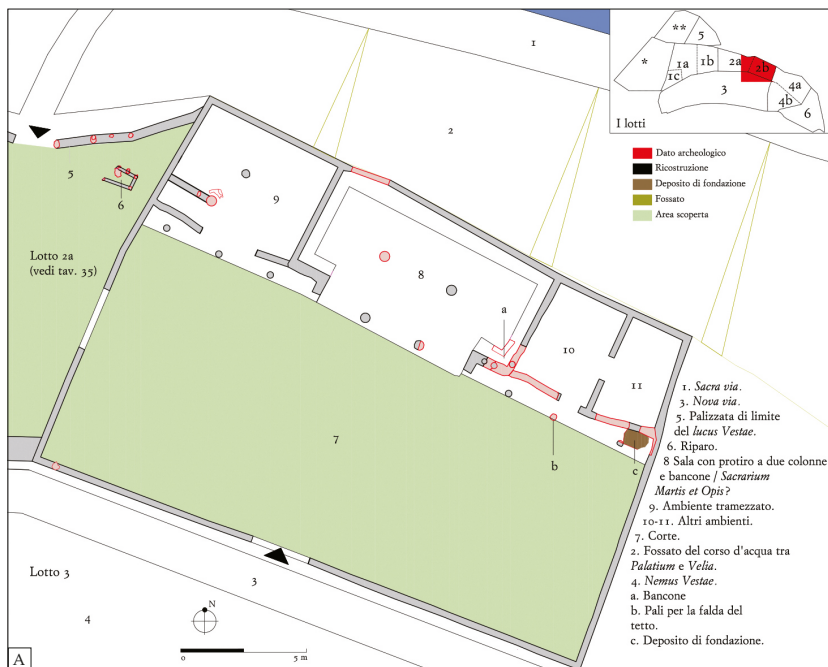 I
**
5
*
1a
1b
2a
2b
1c
3
4a
4b
6
I lotti
2
Dato archeologico
Ricostruzione
Deposito di fondazione
Fossato
Area scoperta
5
6
9
Lotto 2a
(vedi tav. 35)
8
a
10
11
7
b
c
1. Sacra via.
3. Nova via.
5. Palizzata di limite
del lucus Vestae.
6. Riparo.
8 Sala con protiro a due colonne
e bancone / Sacrarium
Martis et Opis?
9. Ambiente tramezzato.
10-11. Altri ambienti.
7. Corte.
2. Fossato del corso d'acqua tra
Palatium e Velia.
4. Nemus Vestae.
a. Bancone
b. Pali per la falda del
tetto.
c. Deposito di fondazione.
Lotto 3
3
4
N
0 5 m
A